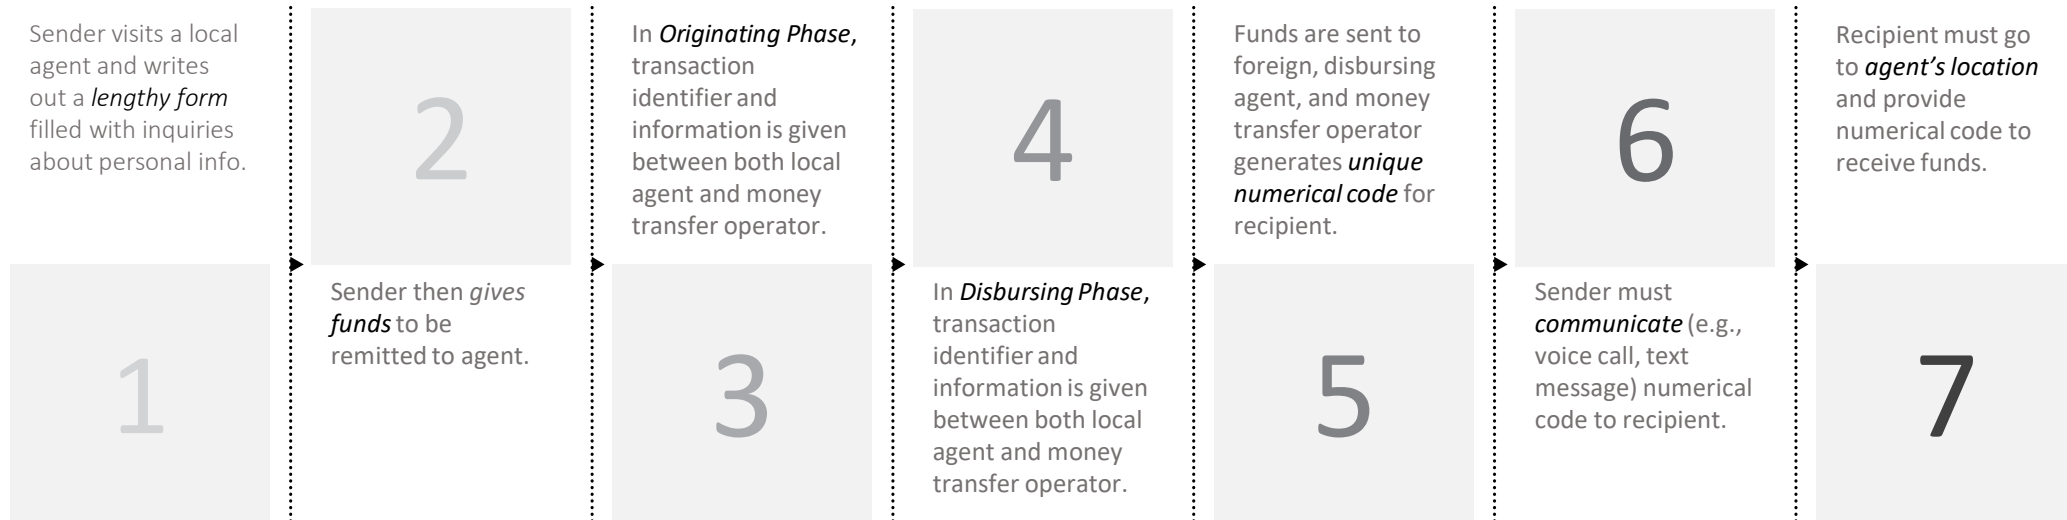 Sender visits a local
agent and writes
out a lengthy form
filled with inquiries
about personal info.
1
2
Sender then gives
funds to be
remitted to agent.
In Originating Phase,
transaction
identifier and
information is given
between both local
agent and money
transfer operator.
3
4
In Disbursing Phase,
transaction
identifier and
information is given
between both local
agent and money
transfer operator.
Funds are sent to
foreign, disbursing
agent, and money
transfer operator
generates unique
numerical code for
recipient.
5
6
Sender must
communicate (e.g.,
voice call, text
message) numerical
code to recipient.
Recipient must go
to agent’s location
and provide
numerical code to
receive funds.
7